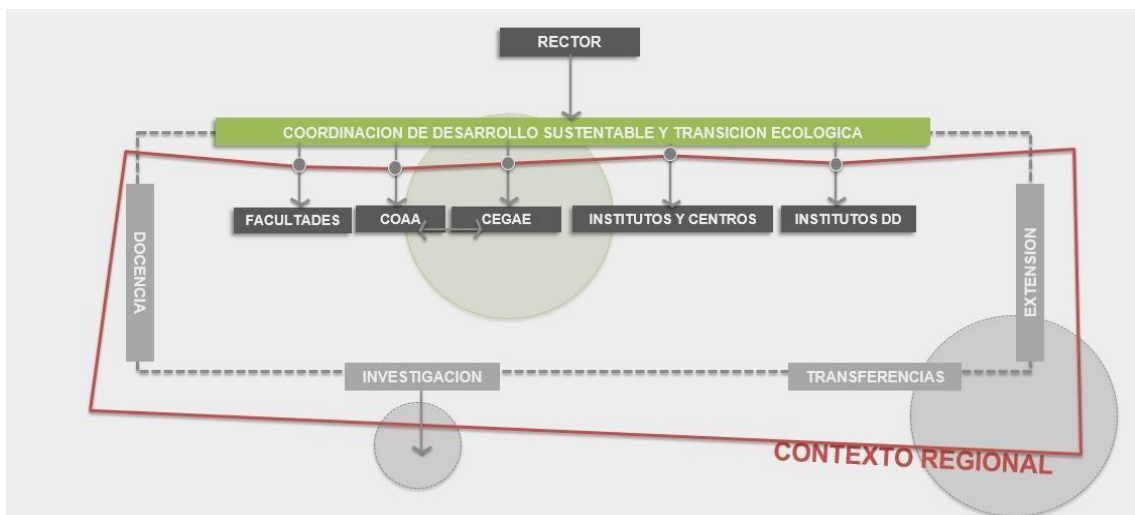 RECTOR
COORDINACION DE DESARROLLO SUSTENTABLE Y TRANSICION ECOLOGICA
FACULTADES
COAA
CEGAE
INSTITUTOS Y CENTROS
INSTITUTOS DD
DOCENCIA
EXTENSION
INVESTIGACION
TRANSFERENCIAS
CONTEXTO REGIONAL